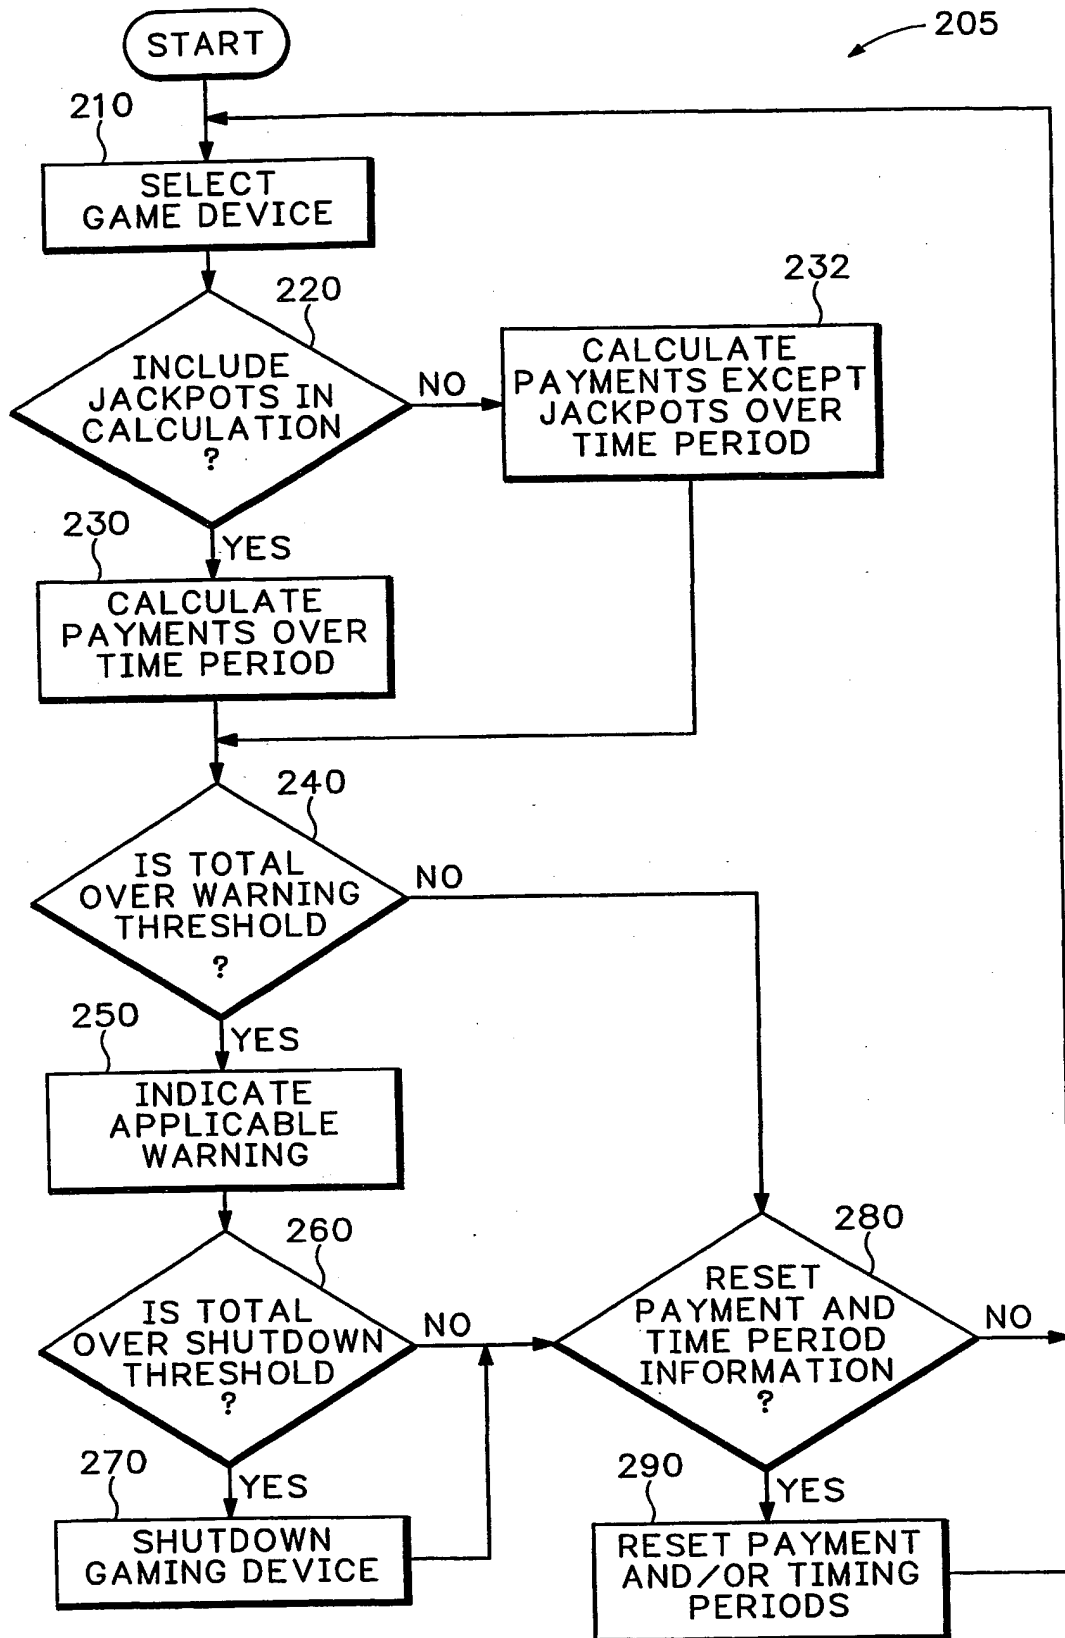 START
205
210
SELECT
GAME DEVICE
220
INCLUDE
JACKPOTS IN
CALCULATION
?
NO
232
CALCULATE
PAYMENTS EXCEPT
JACKPOTS OVER
TIME PERIOD
YES
230
CALCULATE
PAYMENTS OVER
TIME PERIOD
240
IS TOTAL
OVER WARNING
THRESHOLD
?
NO
YES
250
INDICATE
APPLICABLE
WARNING
260
IS TOTAL
OVER SHUTDOWN
THRESHOLD
?
NO
YES
270
SHUTDOWN
GAMING DEVICE
280
RESET
PAYMENT AND
TIME PERIOD
INFORMATION
?
NO
YES
290
RESET PAYMENT
AND/OR TIMING
PERIODS